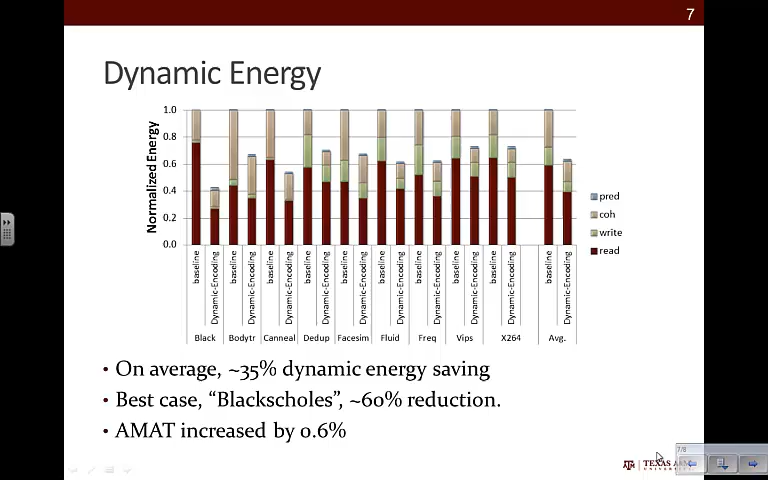 7
Dynamic Energy
Normalized Energy
1.0
0.8
0.6
0.4
0.2
0.0
baseline
Dynamic-Encoding
baseline
Dynamic-Encoding
baseline
Dynamic-Encoding
baseline
Dynamic-Encoding
baseline
Dynamic-Encoding
baseline
Dynamic-Encoding
baseline
Dynamic-Encoding
baseline
Dynamic-Encoding
baseline
Dynamic-Encoding
baseline
Dynamic-Encoding
Black Bodytr Canneal Dedup Facesim Fluid Freq Vips X264 Avg.
pred
coh
write
read
• On average, ~35% dynamic energy saving
• Best case, “Blackscholes”, ~60% reduction.
• AMAT increased by 0.6%
7/8
ATM TEXAS A&M
UNIVERSITY